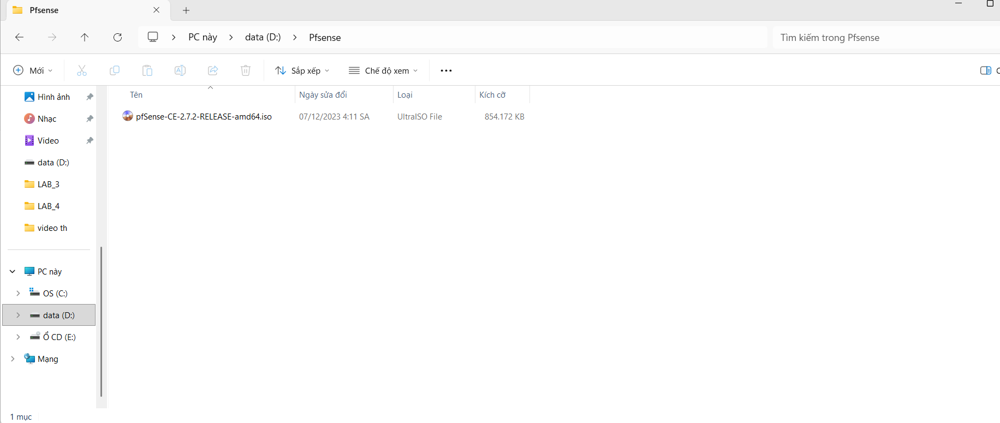 Pfsense
PC này
data (D:)
Pfsense
Tìm kiếm trong Pfsense
Mới
Sắp xếp
Chế độ xem
Tên
Ngày sửa đổi
Loại
Kích cỡ
pfSense-CE-2.7.2-RELEASE-amd64.iso
07/12/2023 4:11 SA
UltraISO File
854.172 KB
Hình ảnh
Nhạc
Video
data (D:)
LAB_3
LAB_4
video th
PC này
OS (C:)
data (D:)
Ổ CD (E:)
Mạng
1 mục